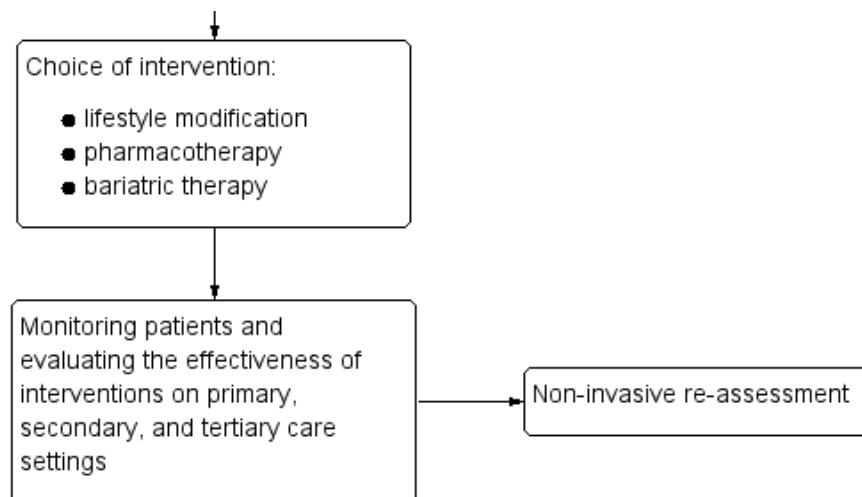 Choice of intervention:
● lifestyle modification
● pharmacotherapy
● bariatric therapy
Monitoring patients and
evaluating the effectiveness of
interventions on primary,
secondary, and tertiary care
settings
Non-invasive re-assessment